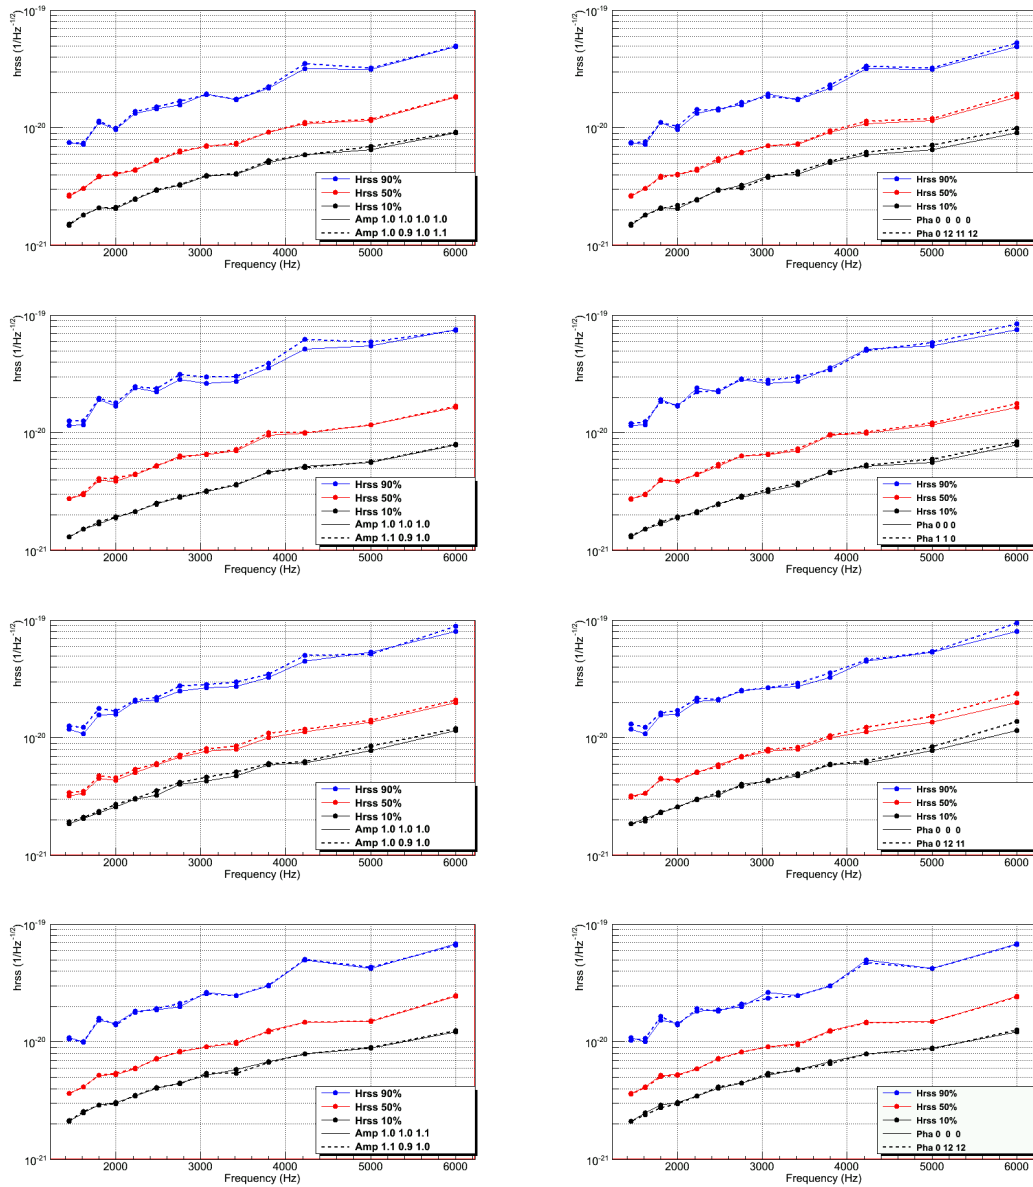 hrss (1/Hz^-1/2)
10^-19
10^-20
10^-21
Hrss 90%
Hrss 50%
Hrss 10%
Amp 1.0 1.0 1.0 1.0
Amp 1.0 0.9 1.0 1.1
2000 3000 4000 5000 6000
Frequency (Hz)
hrss (1/Hz^-1/2)
10^-19
10^-20
10^-21
Hrss 90%
Hrss 50%
Hrss 10%
Pha 0 0 0 0
Pha 0 12 11 12
2000 3000 4000 5000 6000
Frequency (Hz)
hrss (1/Hz^-1/2)
10^-19
10^-20
10^-21
Hrss 90%
Hrss 50%
Hrss 10%
Amp 1.0 1.0 1.0
Amp 1.1 0.9 1.0
2000 3000 4000 5000 6000
Frequency (Hz)
hrss (1/Hz^-1/2)
10^-19
10^-20
10^-21
Hrss 90%
Hrss 50%
Hrss 10%
Pha 0 0 0
Pha 1 1 0
2000 3000 4000 5000 6000
Frequency (Hz)
hrss (1/Hz^-1/2)
10^-19
10^-20
10^-21
Hrss 90%
Hrss 50%
Hrss 10%
Amp 1.0 1.0 1.0
Amp 1.0 0.9 1.0
2000 3000 4000 5000 6000
Frequency (Hz)
hrss (1/Hz^-1/2)
10^-19
10^-20
10^-21
Hrss 90%
Hrss 50%
Hrss 10%
Pha 0 0 0
Pha 0 12 11
2000 3000 4000 5000 6000
Frequency (Hz)
hrss (1/Hz^-1/2)
10^-19
10^-20
10^-21
Hrss 90%
Hrss 50%
Hrss 10%
Amp 1.0 1.0 1.1
Amp 1.1 0.9 1.0
2000 3000 4000 5000 6000
Frequency (Hz)
hrss (1/Hz^-1/2)
10^-19
10^-20
10^-21
Hrss 90%
Hrss 50%
Hrss 10%
Pha 0 0 0
Pha 0 12 12
2000 3000 4000 5000 6000
Frequency (Hz)